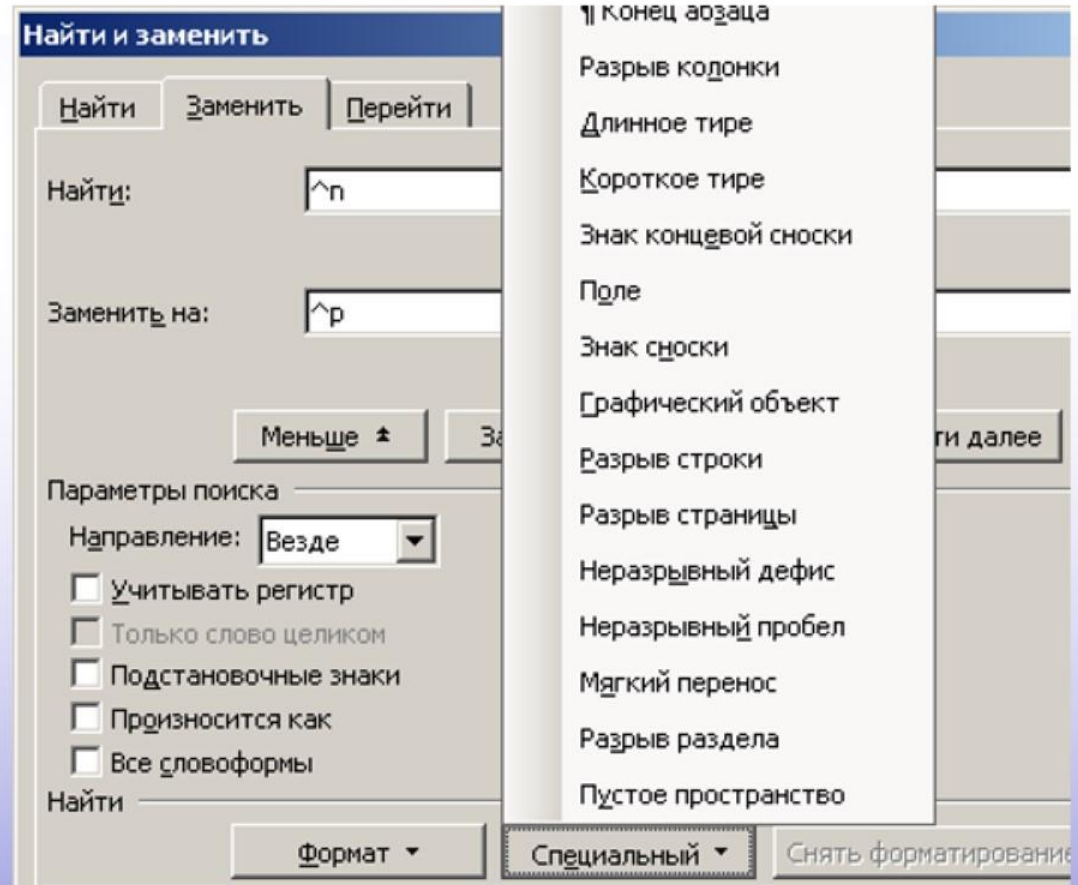 Найти и заменить
Найти
Заменить
Перейти
Найти:
^n
Заменить на:
^p
Меньше
За
ти далее
Параметры поиска
Направление:
Везде
Учитывать регистр
Только слово целиком
Подстановочные знаки
Произносится как
Все словоформы
Найти
Формат
Специальный
Снять форматирование
¶ Конец абзаца
Разрыв колонки
Длинное тире
Короткое тире
Знак концевой сноски
Поле
Знак сноски
Графический объект
Разрыв строки
Разрыв страницы
Неразрывный дефис
Неразрывный пробел
Мягкий перенос
Разрыв раздела
Пустое пространство